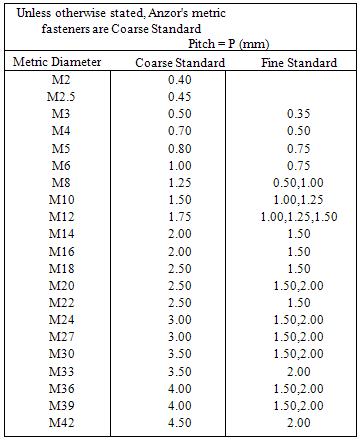 Unless otherwise stated, Anzor's metric
fasteners are Coarse Standard
Pitch = P (mm)
Metric Diameter Coarse Standard Fine Standard
M2 0.40
M2.5 0.45
M3 0.50 0.35
M4 0.70 0.50
M5 0.80 0.75
M6 1.00 0.75
M8 1.25 0.50,1.00
M10 1.50 1.00,1.25
M12 1.75 1.00,1.25,1.50
M14 2.00 1.50
M16 2.00 1.50
M18 2.50 1.50
M20 2.50 1.50,2.00
M22 2.50 1.50
M24 3.00 1.50,2.00
M27 3.00 1.50,2.00
M30 3.50 1.50,2.00
M33 3.50 2.00
M36 4.00 1.50,2.00
M39 4.00 1.50,2.00
M42 4.50 2.00